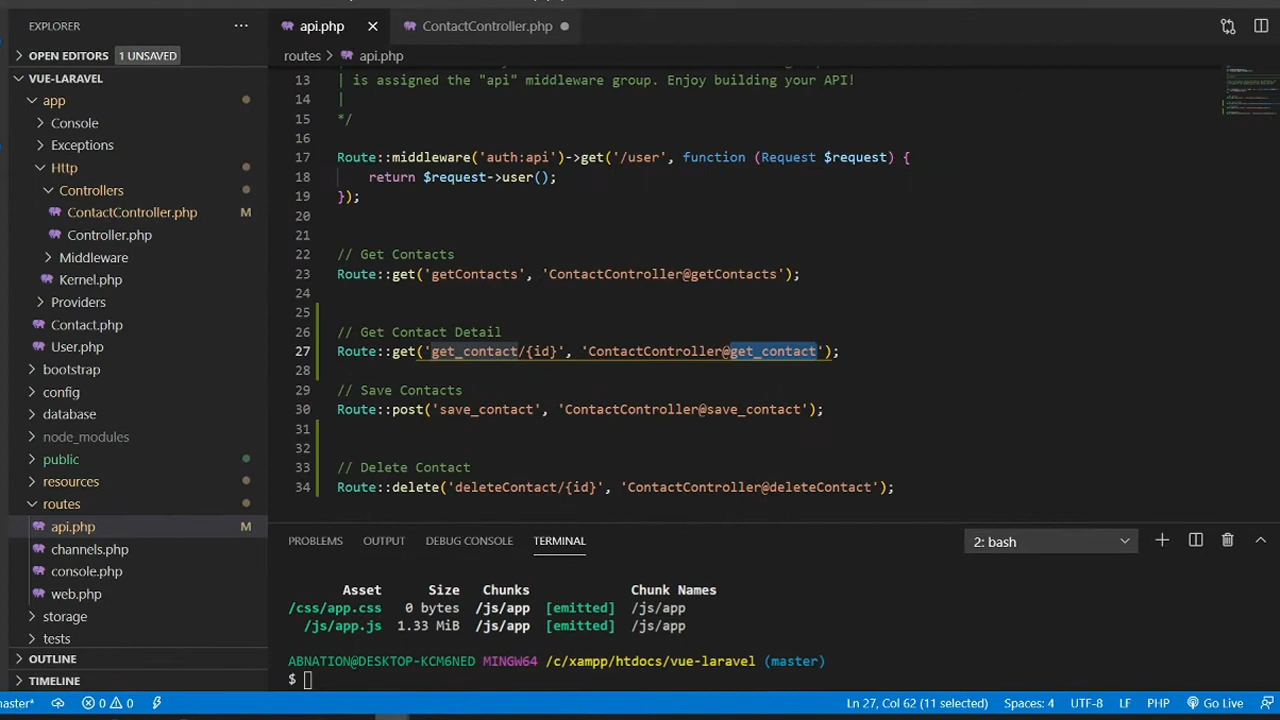 EXPLORER
OPEN EDITORS 1 UNSAVED
VUE-LARAVEL
app
Console
Exceptions
Http
Controllers
ContactController.php M
Controller.php
Middleware
Kernel.php
Providers
Contact.php
User.php
bootstrap
config
database
node_modules
public
resources
routes
api.php M
channels.php
console.php
web.php
storage
tests
OUTLINE
TIMELINE
api.php ContactController.php
routes > api.php
13 | is assigned the "api" middleware group. Enjoy building your API!
14 |
15 */
16
17 Route::middleware('auth:api')->get('/user', function (Request $request) {
18 return $request->user();
19 });
20
21
22 // Get Contacts
23 Route::get('getContacts', 'ContactController@getContacts');
24
25
26 // Get Contact Detail
27 Route::get('get_contact/{id}', 'ContactController@get_contact');
28
29 // Save Contacts
30 Route::post('save_contact', 'ContactController@save_contact');
31
32
33 // Delete Contact
34 Route::delete('deleteContact/{id}', 'ContactController@deleteContact');
PROBLEMS OUTPUT DEBUG CONSOLE TERMINAL 2: bash
Asset Size Chunks Chunk Names
/css/app.css 0 bytes /js/app [emitted] /js/app
/js/app.js 1.33 MiB /js/app [emitted] /js/app
ABNATION@DESKTOP-KCM6NED MINGW64 /c/xampp/htdocs/vue-laravel (master)
$
master* 0 0 Ln 27, Col 62 (11 selected) Spaces: 4 UTF-8 LF PHP Go Live